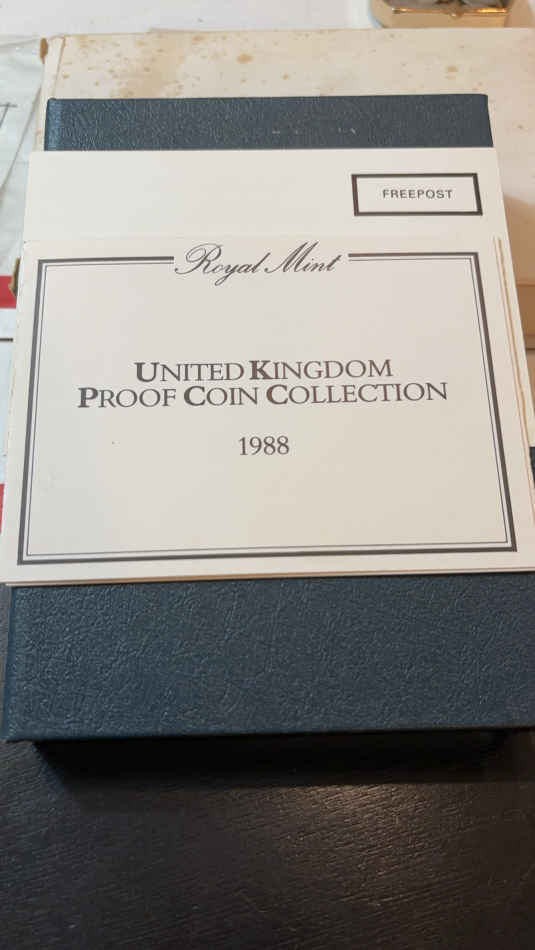 FREEPOST
Royal Mint
UNITED KINGDOM
PROOF COIN COLLECTION
1988